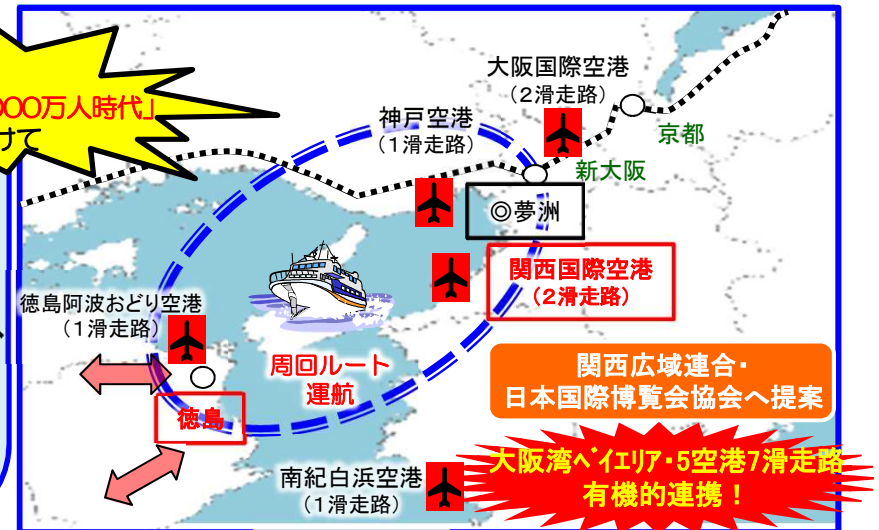 000万人時代」
けて
大阪国際空港
（２滑走路）
神戸空港
（１滑走路）
京都
新大阪
◎夢洲
関西国際空港
（２滑走路）
徳島阿波おどり空港
（１滑走路）
周回ルート
運航
関西広域連合・
日本国際博覧会協会へ提案
徳島
大阪湾ベイエリア・5空港7滑走路
有機的連携！
南紀白浜空港
（１滑走路）